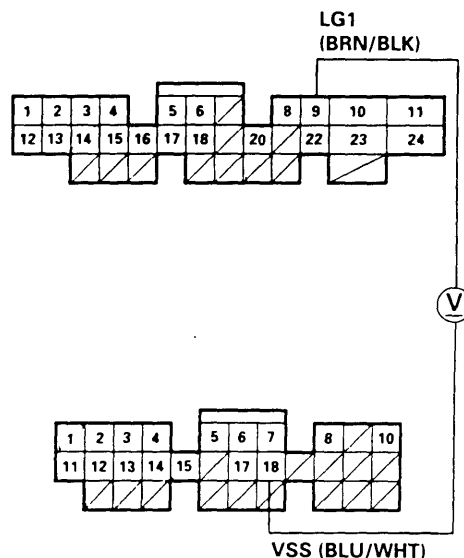 LG1
(BRN/BLK)
1 2 3 4 5 6 8 9 10 11
12 13 14 15 16 17 18 20 22 23 24
V
1 2 3 4 5 6 7 8 10
11 12 13 14 15 17 18
VSS (BLU/WHT)